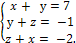 x + y = 7
y + z = -1
z + x = -2.